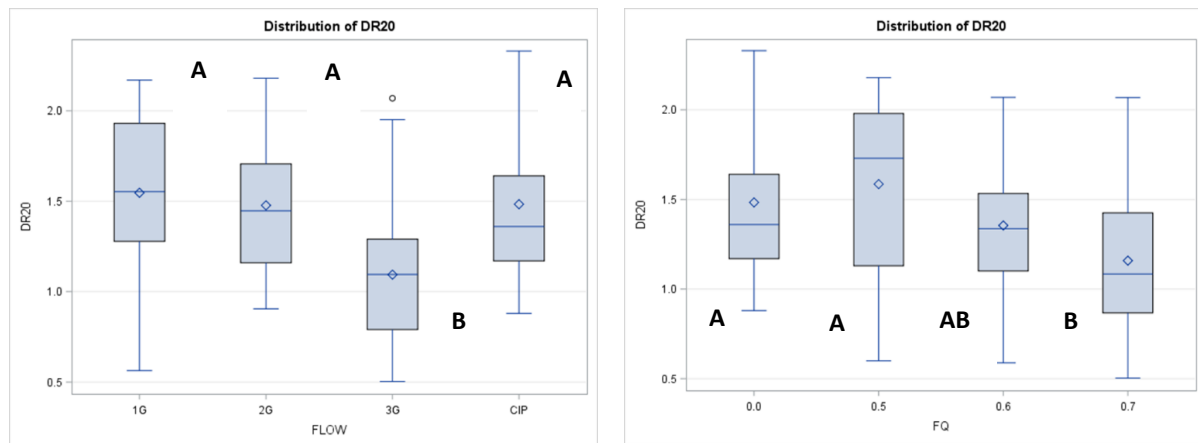 Distribution of DR20
A
A
A
2.0
1.5
1.0
0.5
DR20
B
1G
2G
3G
CIP
FLOW
Distribution of DR20
2.0
1.5
1.0
0.5
DR20
A
A
AB
B
0.0
0.5
0.6
0.7
FQ